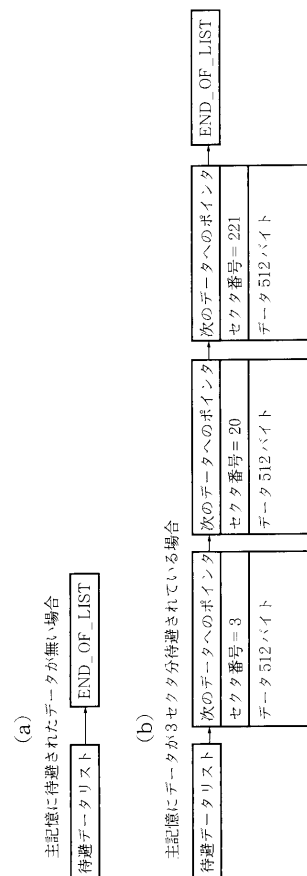 (a)
主記憶に待避されたデータが無い場合
待避データリスト
END_OF_LIST
(b)
主記憶にデータが3セクタ分待避されている場合
待避データリスト
次のデータへのポインタ
セクタ番号=3
データ512バイト
次のデータへのポインタ
セクタ番号=20
データ512バイト
次のデータへのポインタ
セクタ番号=221
データ512バイト
END_OF_LIST